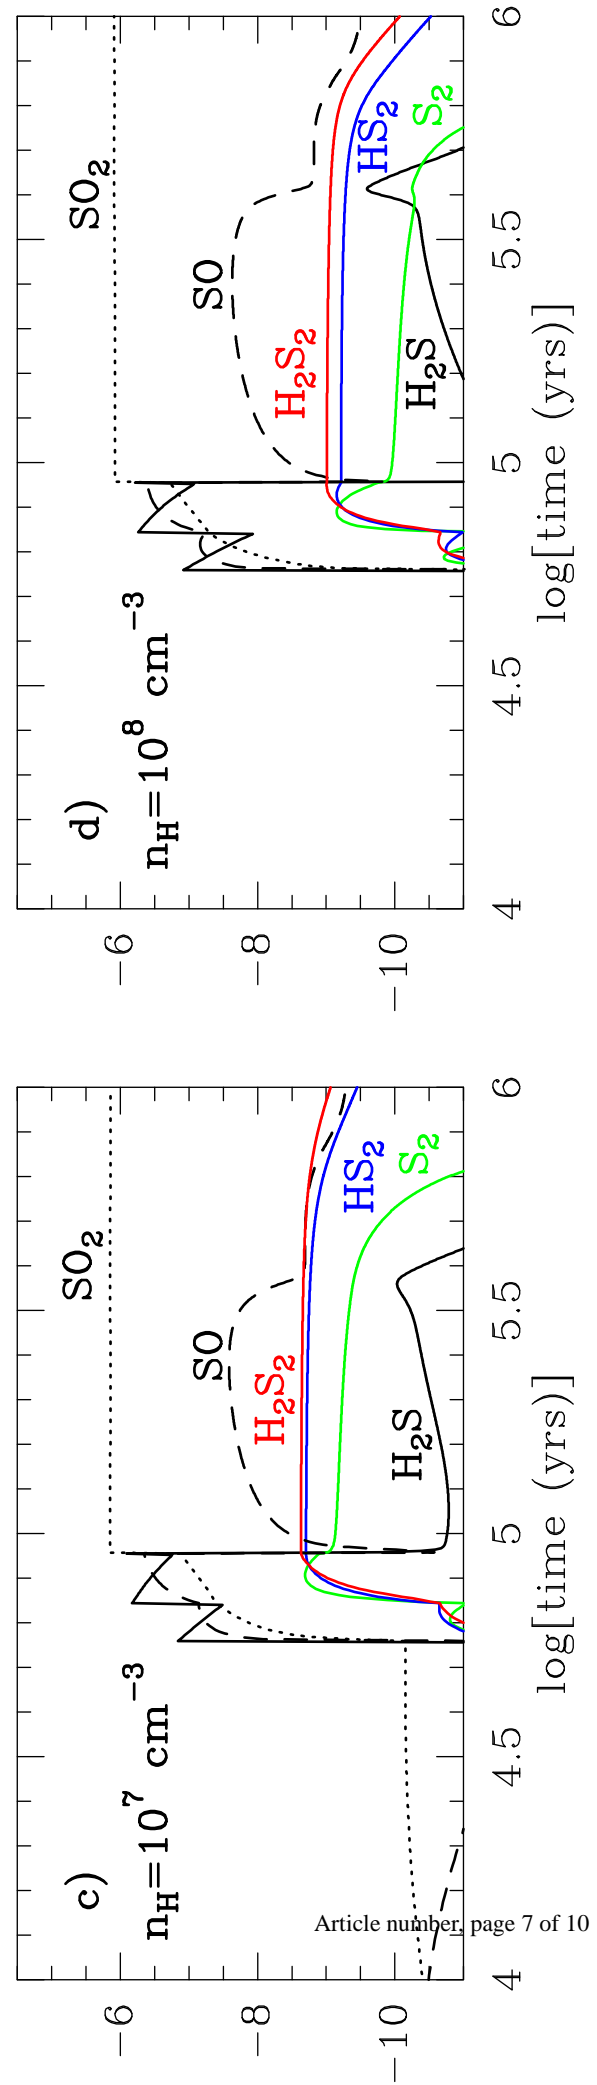 c)
n_H=10^7 cm^-3
SO_2
SO
H_2S_2
HS_2
S_2
H_2S
-6
-8
-10
4
4.5
5
5.5
6
log[time (yrs)]
d)
n_H=10^8 cm^-3
SO_2
SO
H_2S_2
HS_2
S_2
H_2S
-6
-8
-10
4
4.5
5
5.5
6
log[time (yrs)]
Article number, page 7 of 10